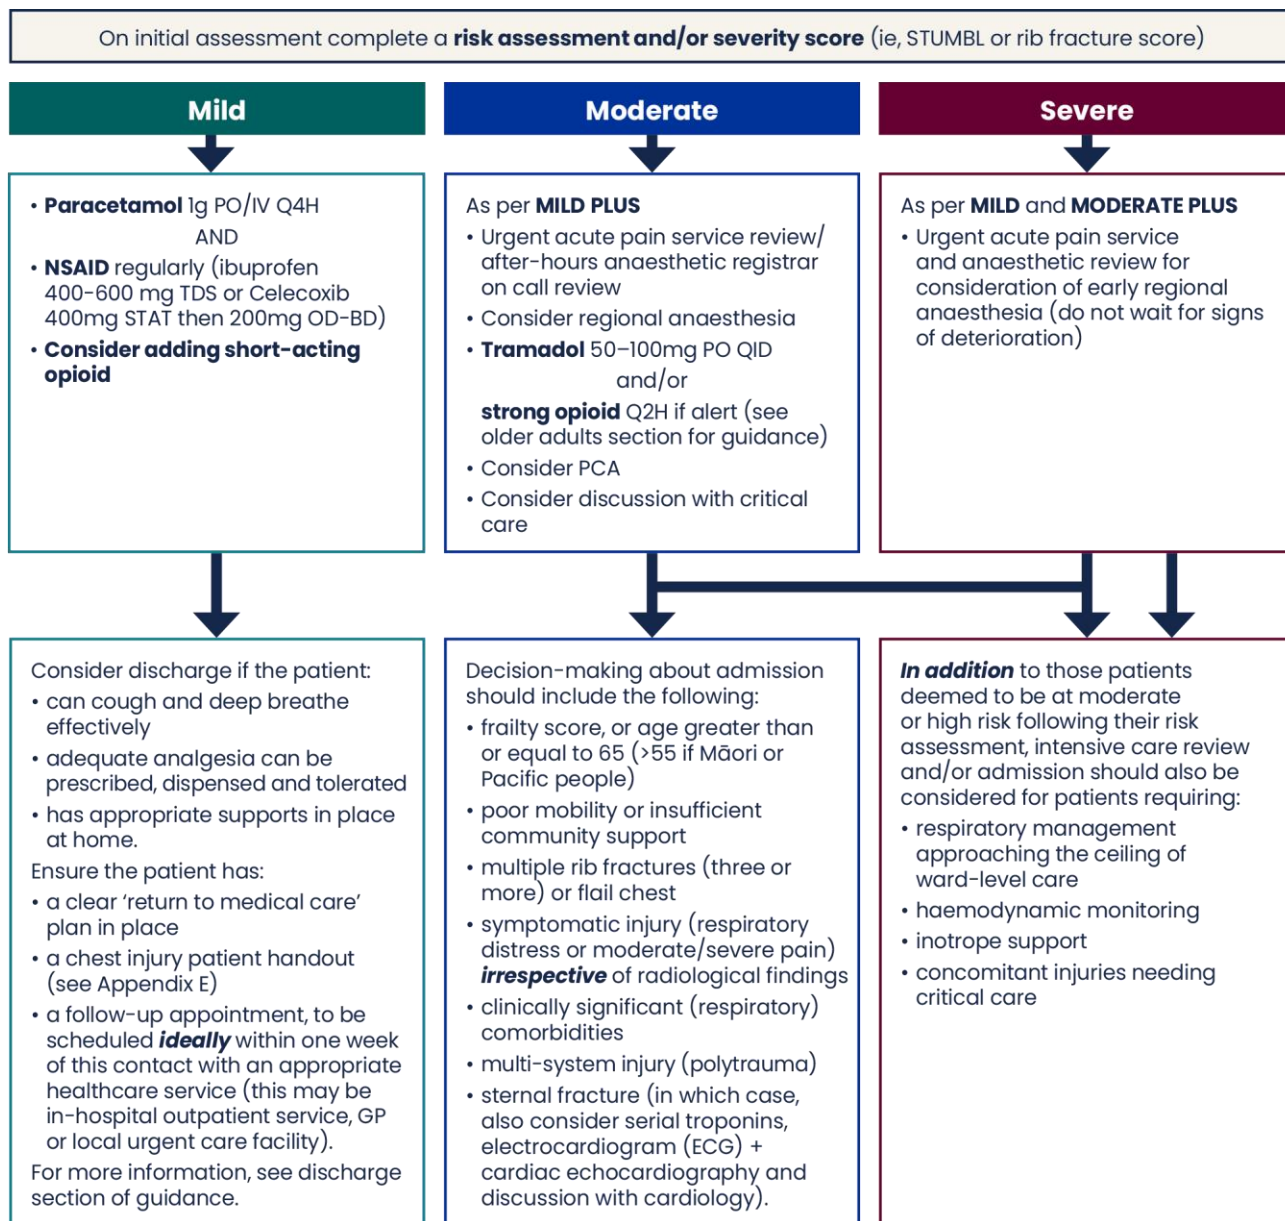 On initial assessment complete a risk assessment and/or severity score (ie, STUMBL or rib fracture score)
Mild
• Paracetamol 1g PO/IV Q4H
AND
• NSAID regularly (ibuprofen
400-600 mg TDS or Celecoxib
400mg STAT then 200mg OD-BD)
• Consider adding short-acting
opioid
Consider discharge if the patient:
• can cough and deep breathe
effectively
• adequate analgesia can be
prescribed, dispensed and tolerated
• has appropriate supports in place
at home.
Ensure the patient has:
• a clear ‘return to medical care’
plan in place
• a chest injury patient handout
(see Appendix E)
• a follow-up appointment, to be
scheduled ideally within one week
of this contact with an appropriate
healthcare service (this may be
in-hospital outpatient service, GP
or local urgent care facility).
For more information, see discharge
section of guidance.
Moderate
As per MILD PLUS
• Urgent acute pain service review/
after-hours anaesthetic registrar
on call review
• Consider regional anaesthesia
• Tramadol 50–100mg PO QID
and/or
strong opioid Q2H if alert (see
older adults section for guidance)
• Consider PCA
• Consider discussion with critical
care
Decision-making about admission
should include the following:
• frailty score, or age greater than
or equal to 65 (>55 if Māori or
Pacific people)
• poor mobility or insufficient
community support
• multiple rib fractures (three or
more) or flail chest
• symptomatic injury (respiratory
distress or moderate/severe pain)
irrespective of radiological findings
• clinically significant (respiratory)
comorbidities
• multi-system injury (polytrauma)
• sternal fracture (in which case,
also consider serial troponins,
electrocardiogram (ECG) +
cardiac echocardiography and
discussion with cardiology).
Severe
As per MILD and MODERATE PLUS
• Urgent acute pain service
and anaesthetic review for
consideration of early regional
anaesthesia (do not wait for signs
of deterioration)
In addition to those patients
deemed to be at moderate
or high risk following their risk
assessment, intensive care review
and/or admission should also be
considered for patients requiring:
• respiratory management
approaching the ceiling of
ward-level care
• haemodynamic monitoring
• inotrope support
• concomitant injuries needing
critical care